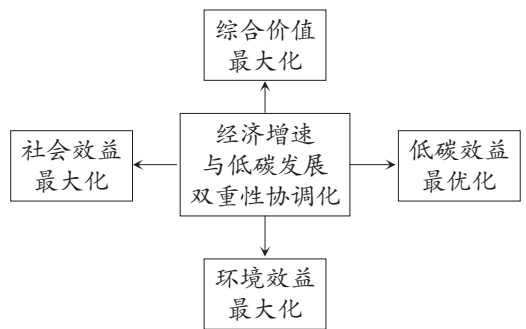 综合价值
最大化
社会效益
最大化
经济增速
与低碳发展
双重性协调化
低碳效益
最优化
环境效益
最大化